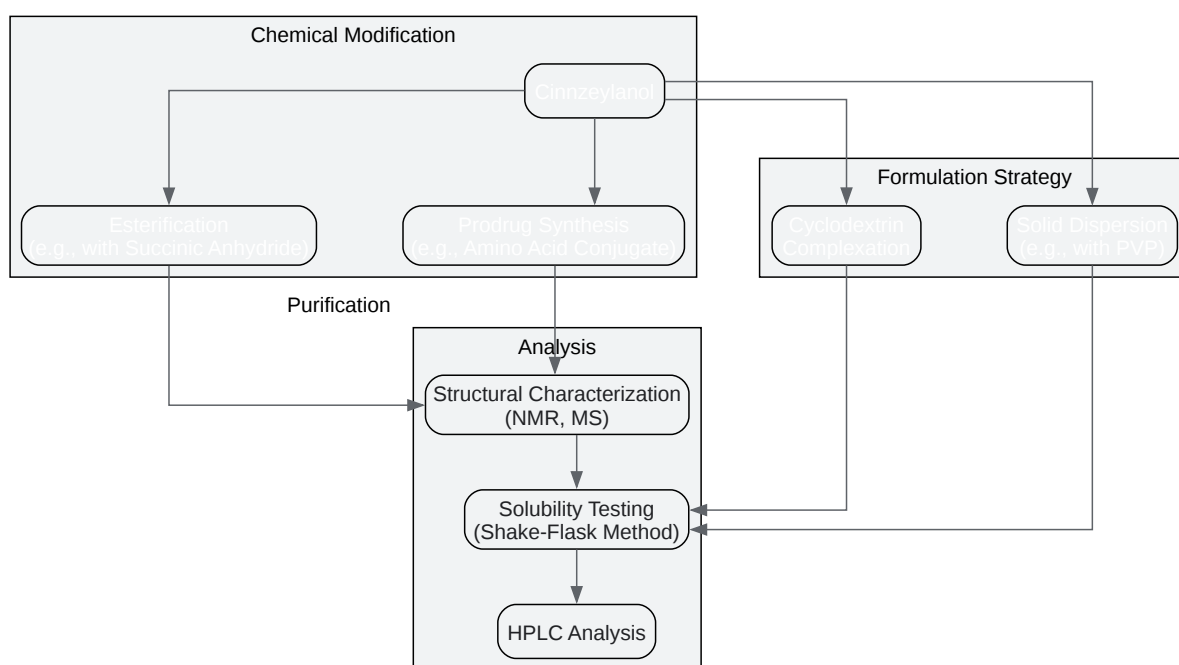 Chemical Modification
Cinnzeylanol
Formulation Strategy
Esterification
(e.g., with Succinic Anhydride)
Prodrug Synthesis
(e.g., Amino Acid Conjugate)
Cyclodextrin
Complexation
Solid Dispersion
(e.g., with PVP)
Purification
Analysis
Structural Characterization
(NMR, MS)
Solubility Testing
(Shake-Flask Method)
HPLC Analysis